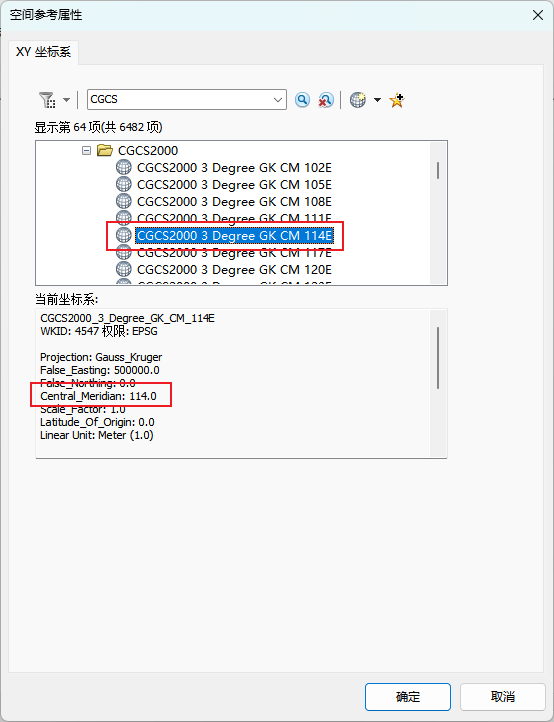 空间参考属性
XY 坐标系
CGCS
显示第 64 项(共 6482 项)
CGCS2000
CGCS2000 3 Degree GK CM 102E
CGCS2000 3 Degree GK CM 105E
CGCS2000 3 Degree GK CM 108E
CGCS2000 3 Degree GK CM 111E
CGCS2000 3 Degree GK CM 114E
CGCS2000 3 Degree GK CM 117E
CGCS2000 3 Degree GK CM 120E
当前坐标系:
CGCS2000_3_Degree_GK_CM_114E
WKID: 4547 权限: EPSG
Projection: Gauss_Kruger
False_Easting: 500000.0
False_Northing: 0.0
Central_Meridian: 114.0
Scale_Factor: 1.0
Latitude_Of_Origin: 0.0
Linear Unit: Meter (1.0)
确定
取消